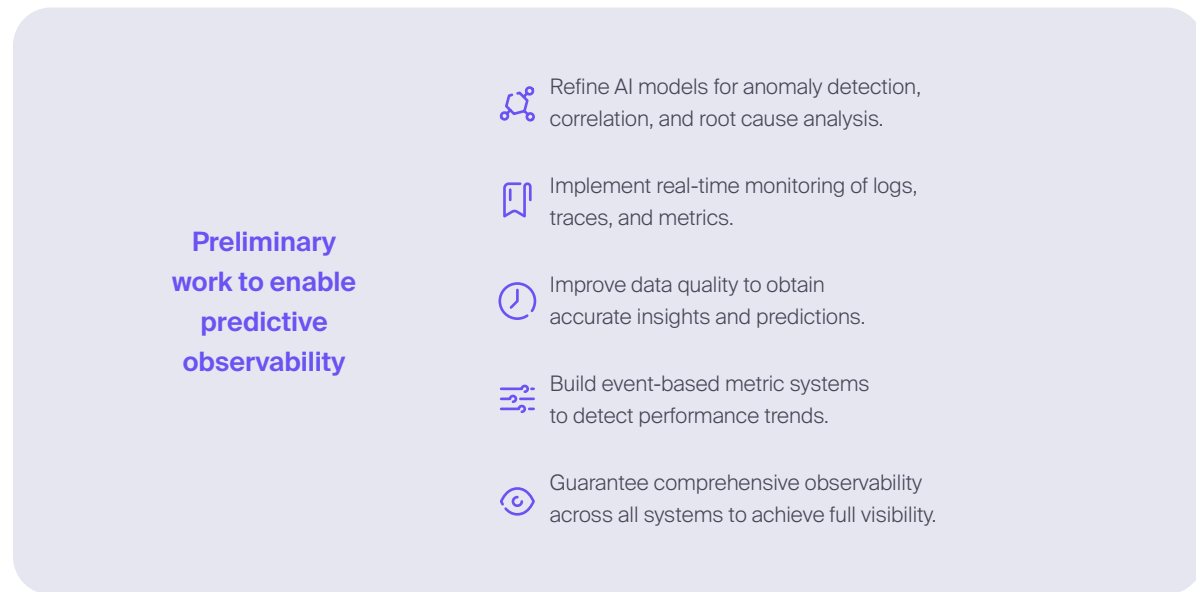 Preliminary
work to enable
predictive
observability
Refine AI models for anomaly detection,
correlation, and root cause analysis.
Implement real-time monitoring of logs,
traces, and metrics.
Improve data quality to obtain
accurate insights and predictions.
Build event-based metric systems
to detect performance trends.
Guarantee comprehensive observability
across all systems to achieve full visibility.